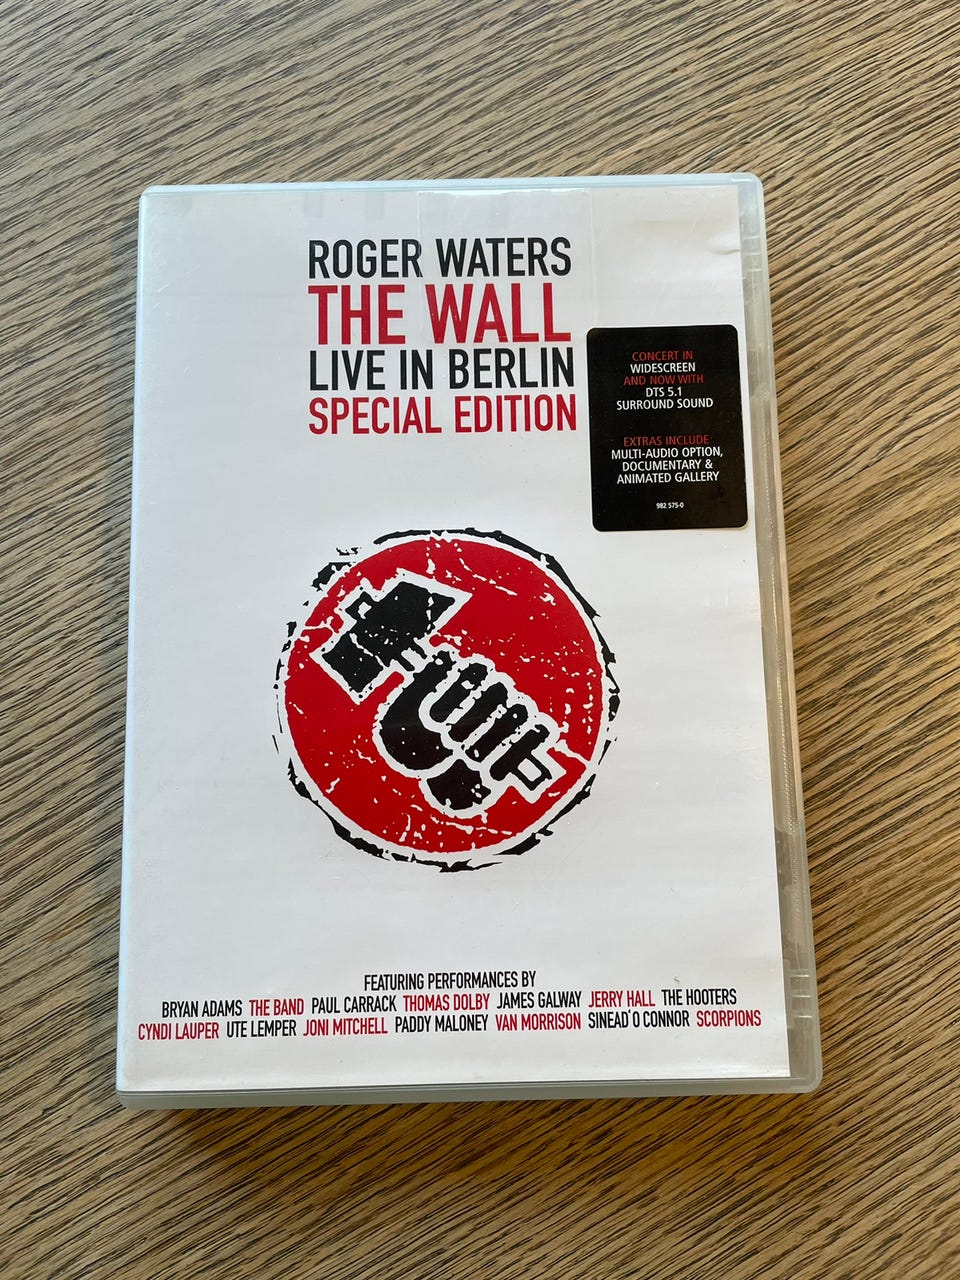 ROGER WATERS
THE WALL
LIVE IN BERLIN
SPECIAL EDITION
CONCERT IN
WIDESCREEN
AND NOW WITH
DTS 5.1
SURROUND SOUND
EXTRAS INCLUDE:
MULTI-AUDIO OPTION,
DOCUMENTARY &
ANIMATED GALLERY
982 575-0
FEATURING PERFORMANCES BY
BRYAN ADAMS THE BAND PAUL CARRACK THOMAS DOLBY JAMES GALWAY JERRY HALL THE HOOTERS
CYNDI LAUPER UTE LEMPER JONI MITCHELL PADDY MALONEY VAN MORRISON SINEAD'O CONNOR SCORPIONS